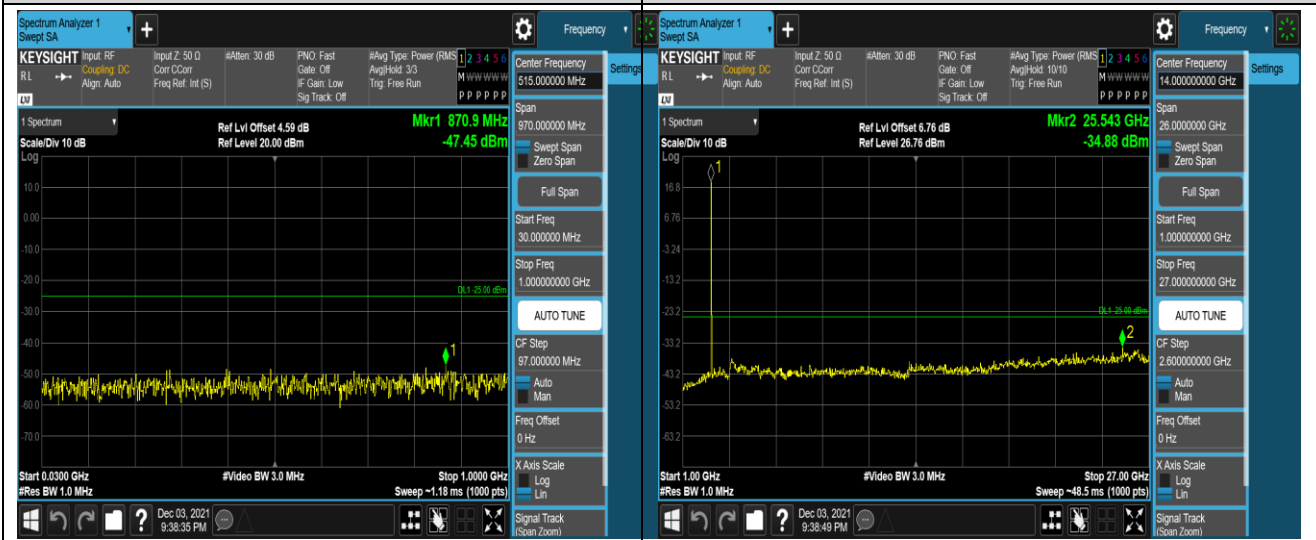 Spectrum Analyzer 1
Swept SA
+
Frequency
KEYSIGHT
RL
LXI
Input: RF
Coupling: DC
Align: Auto
Input Z: 50 Ω
Corr CCorr
Freq Ref: Int (S)
#Atten: 30 dB
PNO: Fast
Gate: Off
IF Gain: Low
Sig Track: Off
#Avg Type: Power (RMS
Avg|Hold: 3/3
Trig: Free Run
1 2 3 4 5 6
M W W W W W
P P P P P P
Center Frequency
515.000000 MHz
Settings
1 Spectrum
Scale/Div 10 dB
Log
Ref Lvl Offset 4.59 dB
Ref Level 20.00 dBm
Mkr1 870.9 MHz
-47.45 dBm
Span
970.000000 MHz
Swept Span
Zero Span
Full Span
Start Freq
30.000000 MHz
Stop Freq
1.000000000 GHz
AUTO TUNE
CF Step
97.000000 MHz
Auto
Man
Freq Offset
0 Hz
X Axis Scale
Log
Lin
Signal Track
(Span Zoom)
10.0
0.00
-10.0
-20.0
DL1 -25.00 dBm
-30.0
-40.0
1
-50.0
-60.0
-70.0
Start 0.0300 GHz
#Res BW 1.0 MHz
#Video BW 3.0 MHz
Stop 1.0000 GHz
Sweep ~1.18 ms (1000 pts)
?
Dec 03, 2021
9:38:35 PM
Spectrum Analyzer 1
Swept SA
+
Frequency
KEYSIGHT
RL
LXI
Input: RF
Coupling: DC
Align: Auto
Input Z: 50 Ω
Corr CCorr
Freq Ref: Int (S)
#Atten: 30 dB
PNO: Fast
Gate: Off
IF Gain: Low
Sig Track: Off
#Avg Type: Power (RMS
Avg|Hold: 10/10
Trig: Free Run
1 2 3 4 5 6
M W W W W W
P P P P P P
Center Frequency
14.000000000 GHz
Settings
1 Spectrum
Scale/Div 10 dB
Log
Ref Lvl Offset 6.76 dB
Ref Level 26.76 dBm
Mkr2 25.543 GHz
-34.88 dBm
Span
26.0000000 GHz
Swept Span
Zero Span
Full Span
Start Freq
1.000000000 GHz
Stop Freq
27.000000000 GHz
AUTO TUNE
CF Step
2.600000000 GHz
Auto
Man
Freq Offset
0 Hz
X Axis Scale
Log
Lin
Signal Track
(Span Zoom)
1
16.8
6.76
-3.24
-13.2
-23.2
DL1 -25.00 dBm
-33.2
2
-43.2
-53.2
-63.2
Start 1.00 GHz
#Res BW 1.0 MHz
#Video BW 3.0 MHz
Stop 27.00 GHz
Sweep ~48.5 ms (1000 pts)
?
Dec 03, 2021
9:38:49 PM